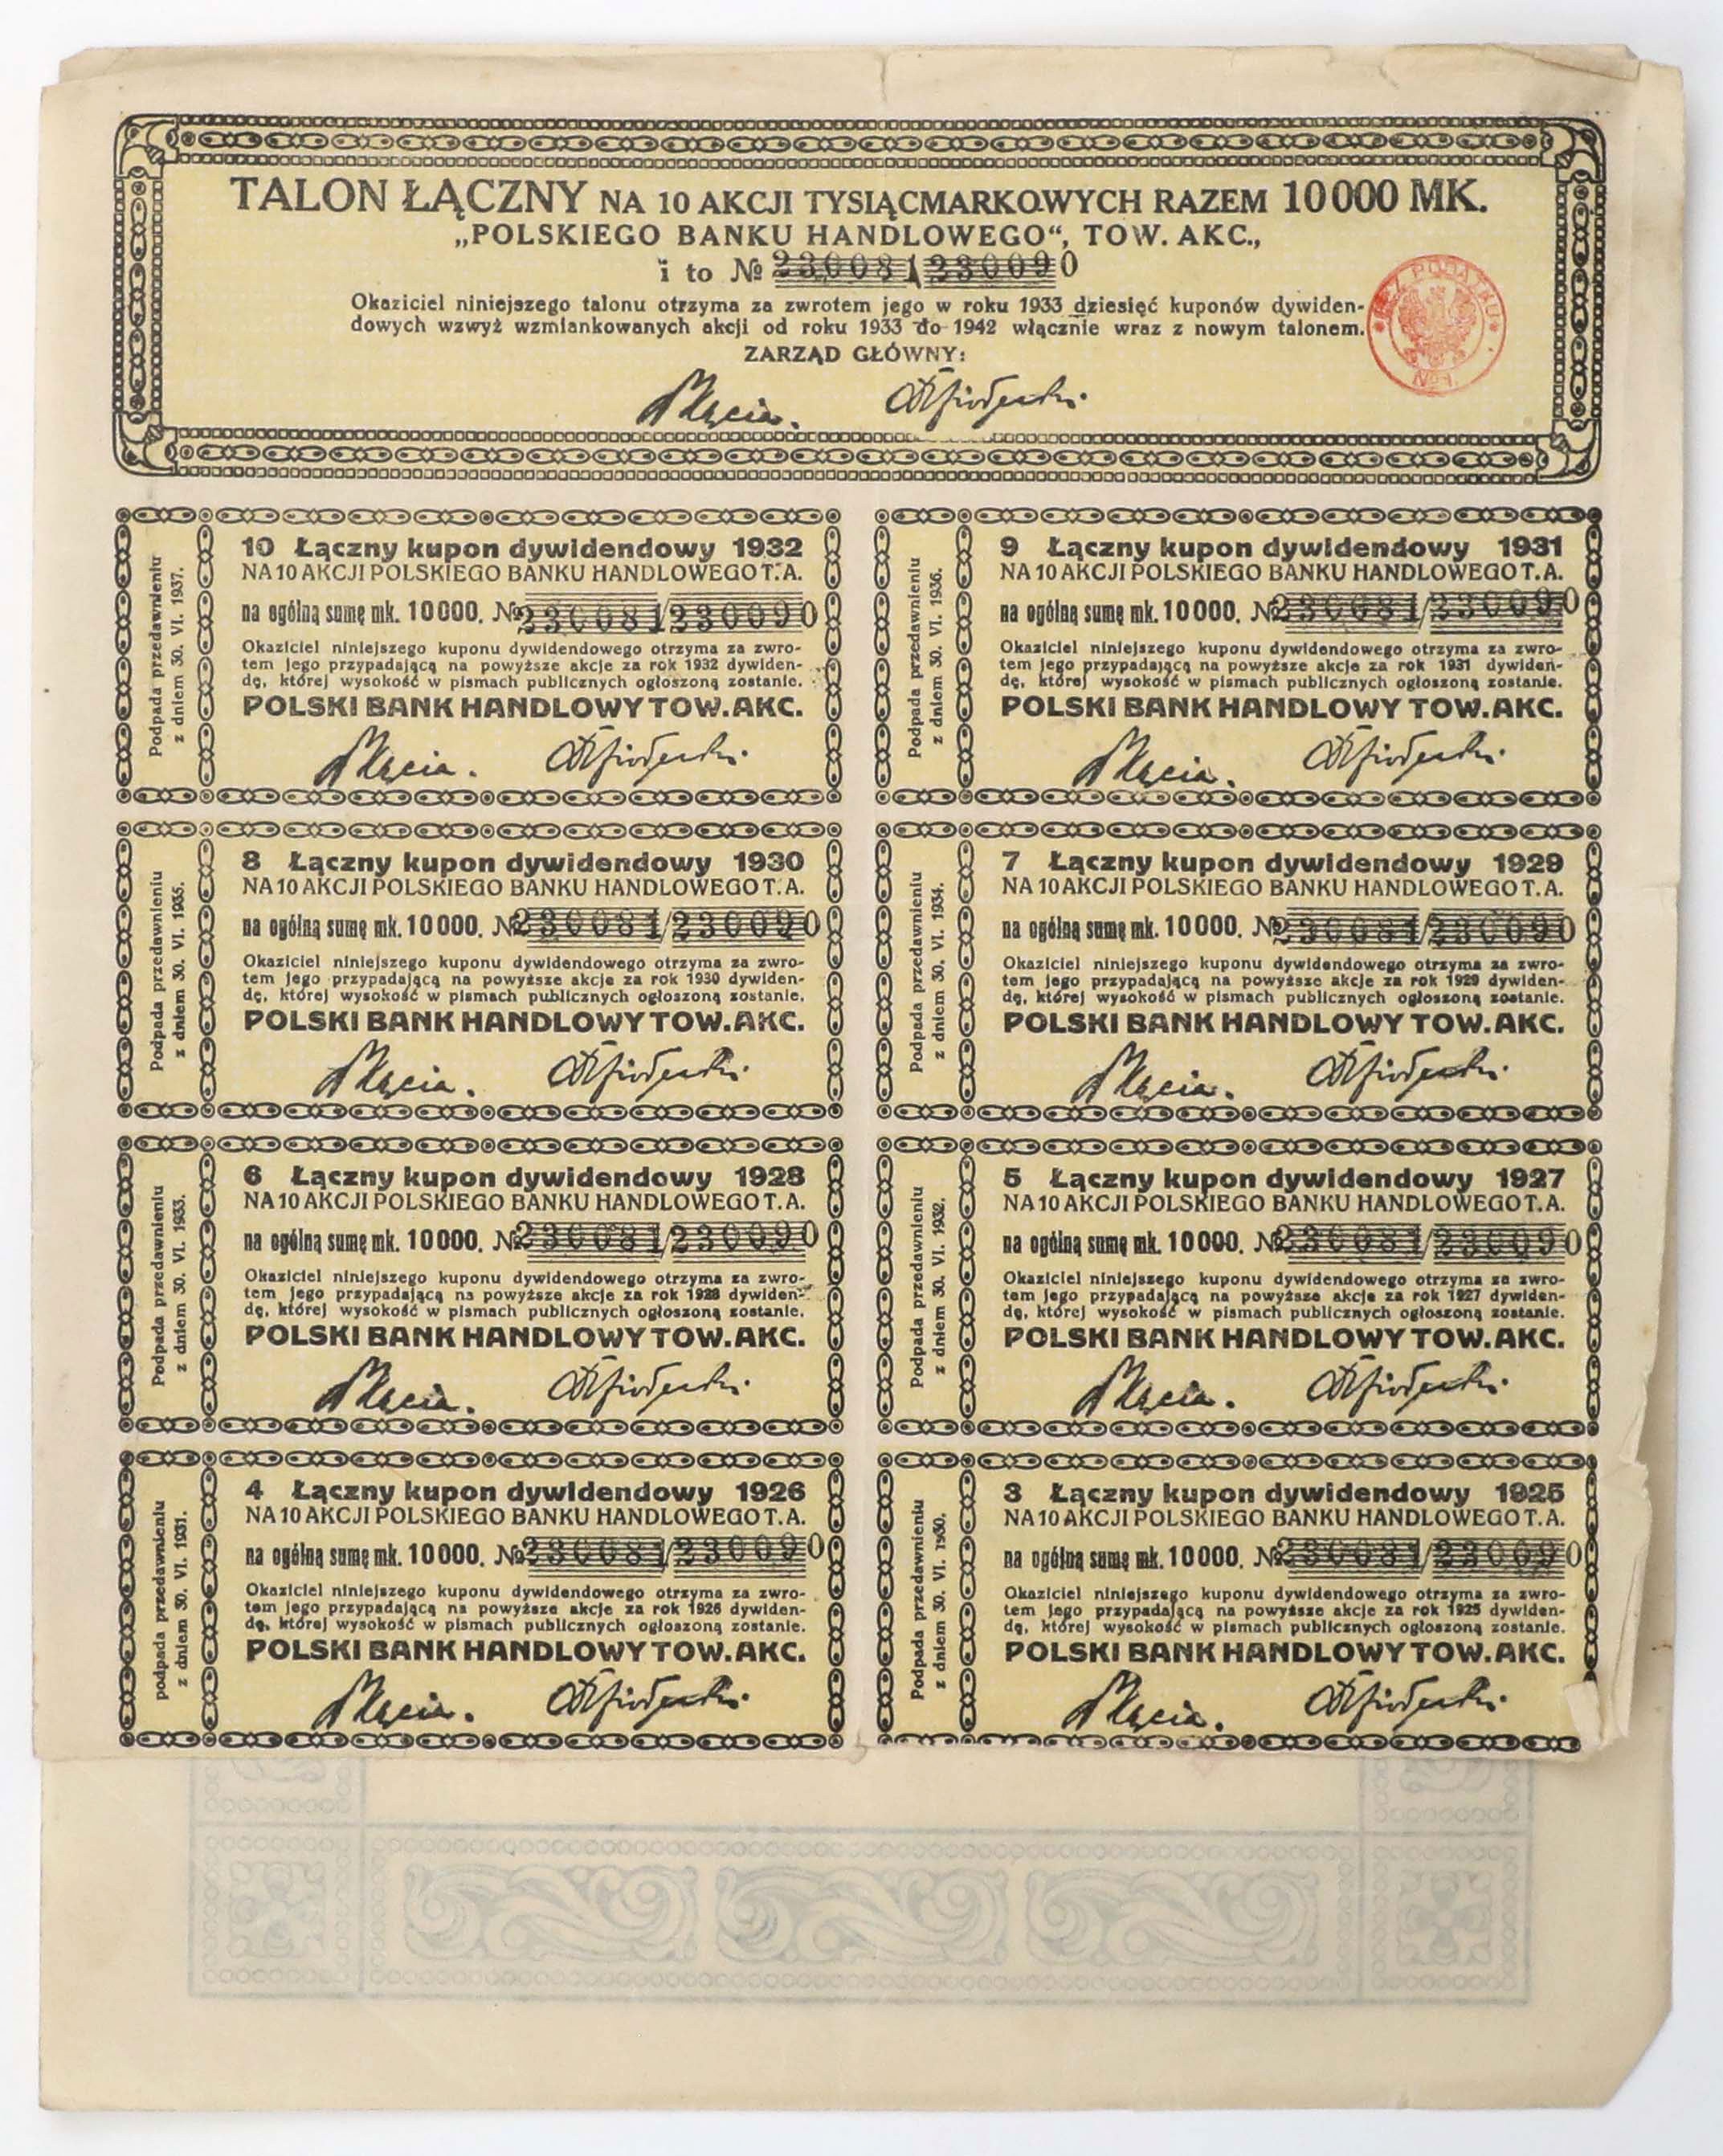 TALON ŁĄCZNY NA 10 AKCJI TYSIĄCMARKOWYCH RAZEM 10000 MK.
„POLSKIEGO BANKU HANDLOWEGO“, TOW. AKC.,
i to № 230081/230090
Okaziciel niniejszego talonu otrzyma za zwrotem jego w roku 1933 dziesięć kuponów dywiden-
dowych wzwyż wzmiankowanych akcji od roku 1933 do 1942 włącznie wraz z nowym talonem.
ZARZĄD GŁÓWNY:
BEZ PODATKU
Podpada przedawnieniu
z dniem 30. VI. 1937.
10 Łączny kupon dywidendowy 1932
NA 10 AKCJI POLSKIEGO BANKU HANDLOWEGO T. A.
na ogólną sumę mk. 10000. № 230081/230090
Okaziciel niniejszego kuponu dywidendowego otrzyma za zwro-
tem jego przypadającą na powyższe akcje za rok 1932 dywiden-
dę, której wysokość w pismach publicznych ogłoszoną zostanie.
POLSKI BANK HANDLOWY TOW. AKC.
Podpada przedawnieniu
z dniem 30. VI. 1936.
9 Łączny kupon dywidendowy 1931
NA 10 AKCJI POLSKIEGO BANKU HANDLOWEGO T. A.
na ogólną sumę mk. 10000. № 230081/230090
Okaziciel niniejszego kuponu dywidendowego otrzyma za zwro-
tem jego przypadającą na powyższe akcje za rok 1931 dywiden-
dę, której wysokość w pismach publicznych ogłoszoną zostanie.
POLSKI BANK HANDLOWY TOW. AKC.
Podpada przedawnieniu
z dniem 30. VI. 1935.
8 Łączny kupon dywidendowy 1930
NA 10 AKCJI POLSKIEGO BANKU HANDLOWEGO T. A.
na ogólną sumę mk. 10000. № 230081/230090
Okaziciel niniejszego kuponu dywidendowego otrzyma za zwro-
tem jego przypadającą na powyższe akcje za rok 1930 dywiden-
dę, której wysokość w pismach publicznych ogłoszoną zostanie.
POLSKI BANK HANDLOWY TOW. AKC.
Podpada przedawnieniu
z dniem 30. VI. 1934.
7 Łączny kupon dywidendowy 1929
NA 10 AKCJI POLSKIEGO BANKU HANDLOWEGO T. A.
na ogólną sumę mk. 10000. № 230081/230090
Okaziciel niniejszego kuponu dywidendowego otrzyma za zwro-
tem jego przypadającą na powyższe akcje za rok 1929 dywiden-
dę, której wysokość w pismach publicznych ogłoszoną zostanie.
POLSKI BANK HANDLOWY TOW. AKC.
Podpada przedawnieniu
z dniem 30. VI. 1933.
6 Łączny kupon dywidendowy 1928
NA 10 AKCJI POLSKIEGO BANKU HANDLOWEGO T. A.
na ogólną sumę mk. 10000. № 230081/230090
Okaziciel niniejszego kuponu dywidendowego otrzyma za zwro-
tem jego przypadającą na powyższe akcje za rok 1928 dywiden-
dę, której wysokość w pismach publicznych ogłoszoną zostanie.
POLSKI BANK HANDLOWY TOW. AKC.
Podpada przedawnieniu
z dniem 30. VI. 1932.
5 Łączny kupon dywidendowy 1927
NA 10 AKCJI POLSKIEGO BANKU HANDLOWEGO T. A.
na ogólną sumę mk. 10000. № 230081/230090
Okaziciel niniejszego kuponu dywidendowego otrzyma za zwro-
tem jego przypadającą na powyższe akcje za rok 1927 dywiden-
dę, której wysokość w pismach publicznych ogłoszoną zostanie.
POLSKI BANK HANDLOWY TOW. AKC.
podpada przedawnieniu
z dniem 30. VI. 1931.
4 Łączny kupon dywidendowy 1926
NA 10 AKCJI POLSKIEGO BANKU HANDLOWEGO T. A.
na ogólną sumę mk. 10000. № 230081/230090
Okaziciel niniejszego kuponu dywidendowego otrzyma za zwro-
tem jego przypadającą na powyższe akcje za rok 1926 dywiden-
dę, której wysokość w pismach publicznych ogłoszoną zostanie.
POLSKI BANK HANDLOWY TOW. AKC.
Podpada przedawnieniu
z dniem 30. VI. 1930.
3 Łączny kupon dywidendowy 1925
NA 10 AKCJI POLSKIEGO BANKU HANDLOWEGO T. A.
na ogólną sumę mk. 10000. № 230081/230090
Okaziciel niniejszego kuponu dywidendowego otrzyma za zwro-
tem jego przypadającą na powyższe akcje za rok 1925 dywiden-
dę, której wysokość w pismach publicznych ogłoszoną zostanie.
POLSKI BANK HANDLOWY TOW. AKC.